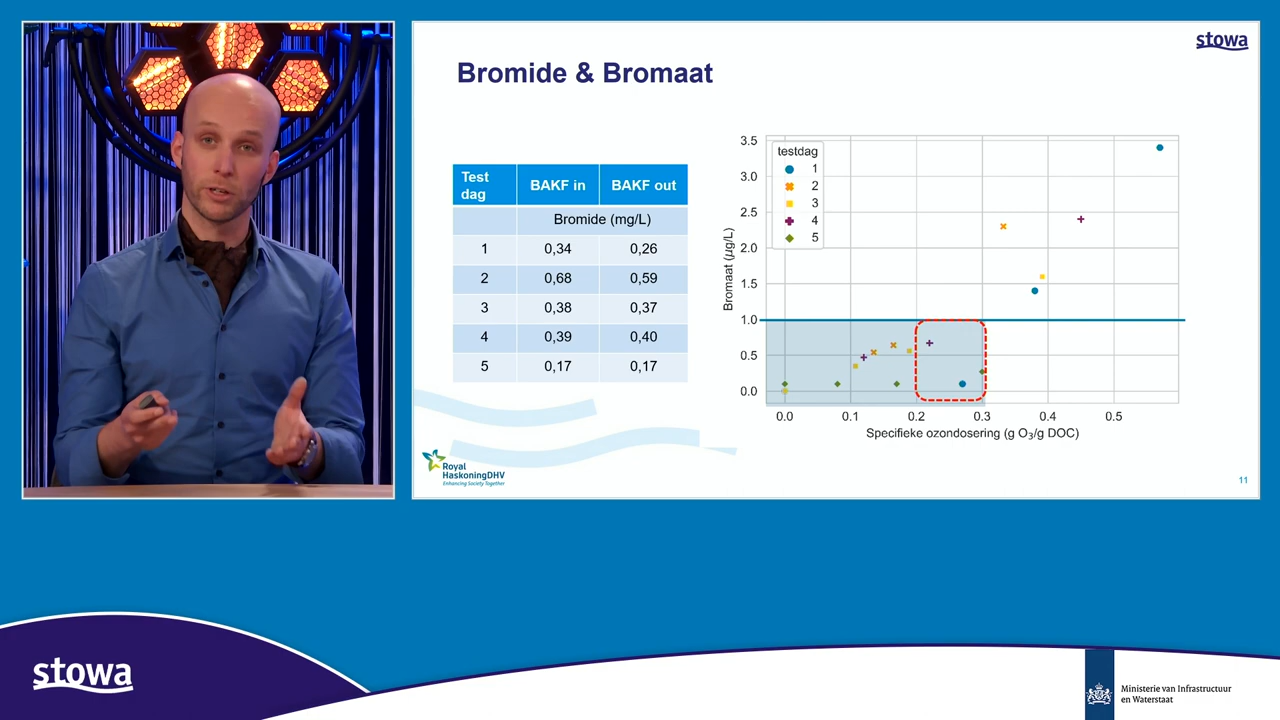 stowa
Bromide & Bromaat
Test dag BAKF in BAKF out
Bromide (mg/L)
1 0,34 0,26
2 0,68 0,59
3 0,38 0,37
4 0,39 0,40
5 0,17 0,17
Bromaat (µg/L)
3.5
3.0
2.5
2.0
1.5
1.0
0.5
0.0
testdag
1
2
3
4
5
0.0 0.1 0.2 0.3 0.4 0.5
Specifieke ozondosering (g O₃/g DOC)
Royal
HaskoningDHV
Enhancing Society Together
11
stowa
Ministerie van Infrastructuur
en Waterstaat